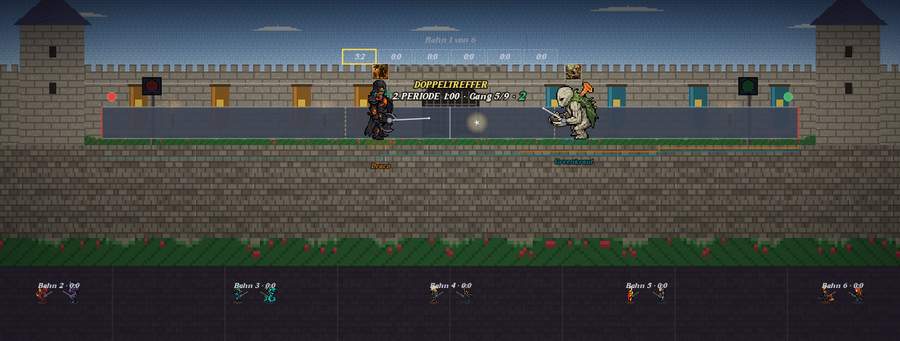 Bahn 1 von 6
5:2 0:0 0:0 0:0 0:0 0:0
DOPPELTREFFER
2.PERIODE 1:00 · Gang 5/9 · 2
Draco
Bahn 2 · 0:0 Bahn 3 · 0:0 Bahn 4 · 0:0 Bahn 5 · 0:0 Bahn 6 · 0:0